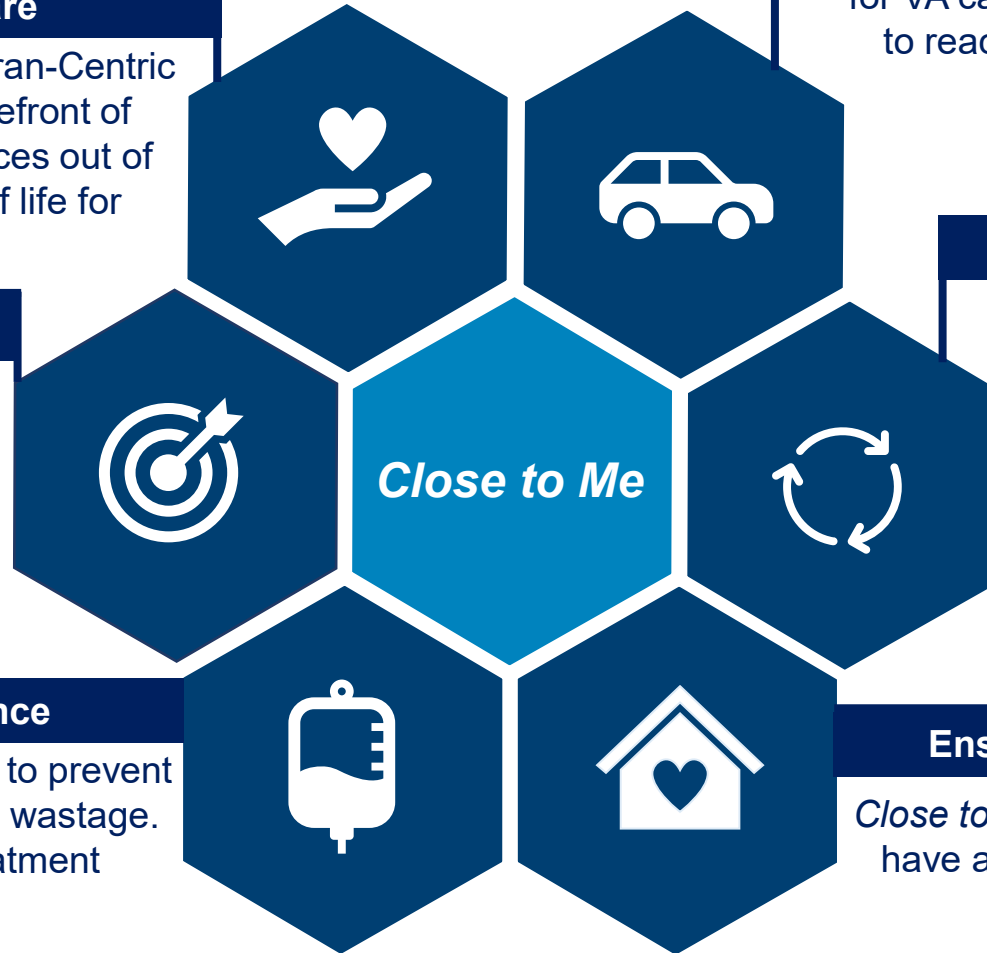 ran-Centric
efront of
ces out of
f life for
for VA ca
to reac
Close to Me
nce
to prevent
wastage.
atment
Ens
Close to
have a